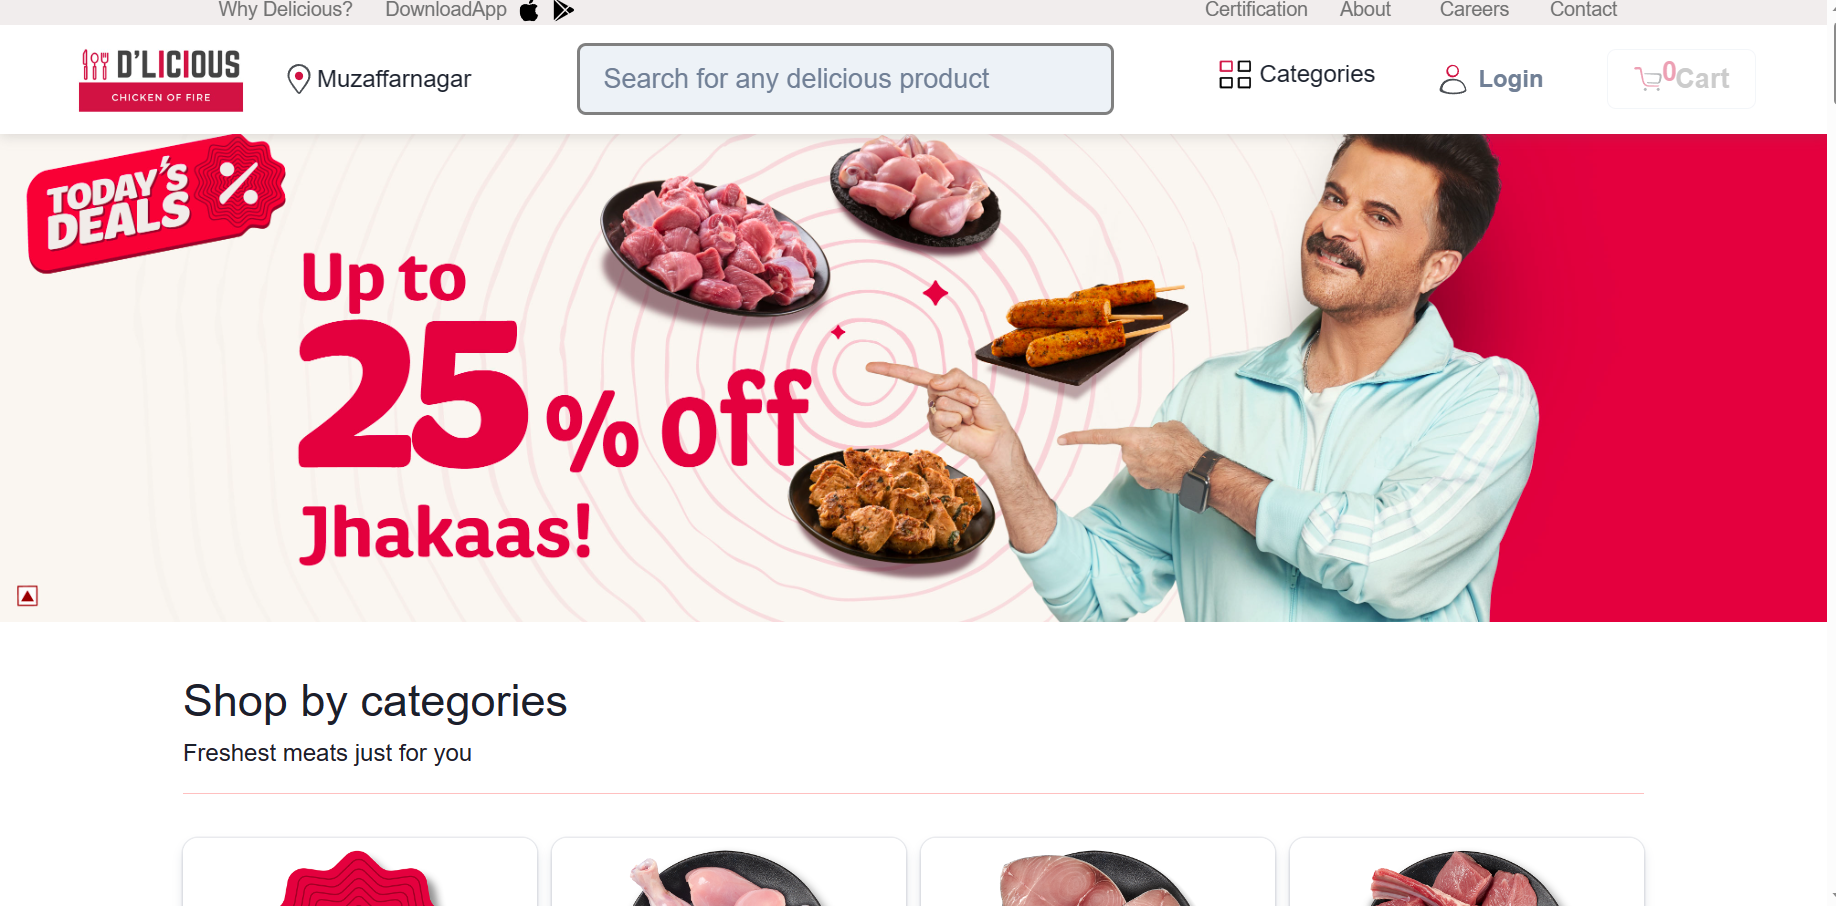 Why Delicious? DownloadApp Certification About Careers Contact
D'LICIOUS
CHICKEN OF FIRE
Muzaffarnagar
Search for any delicious product
Categories
Login
0Cart
TODAY'S
DEALS %
Up to
25% off
Jhakaas!
Shop by categories
Freshest meats just for you